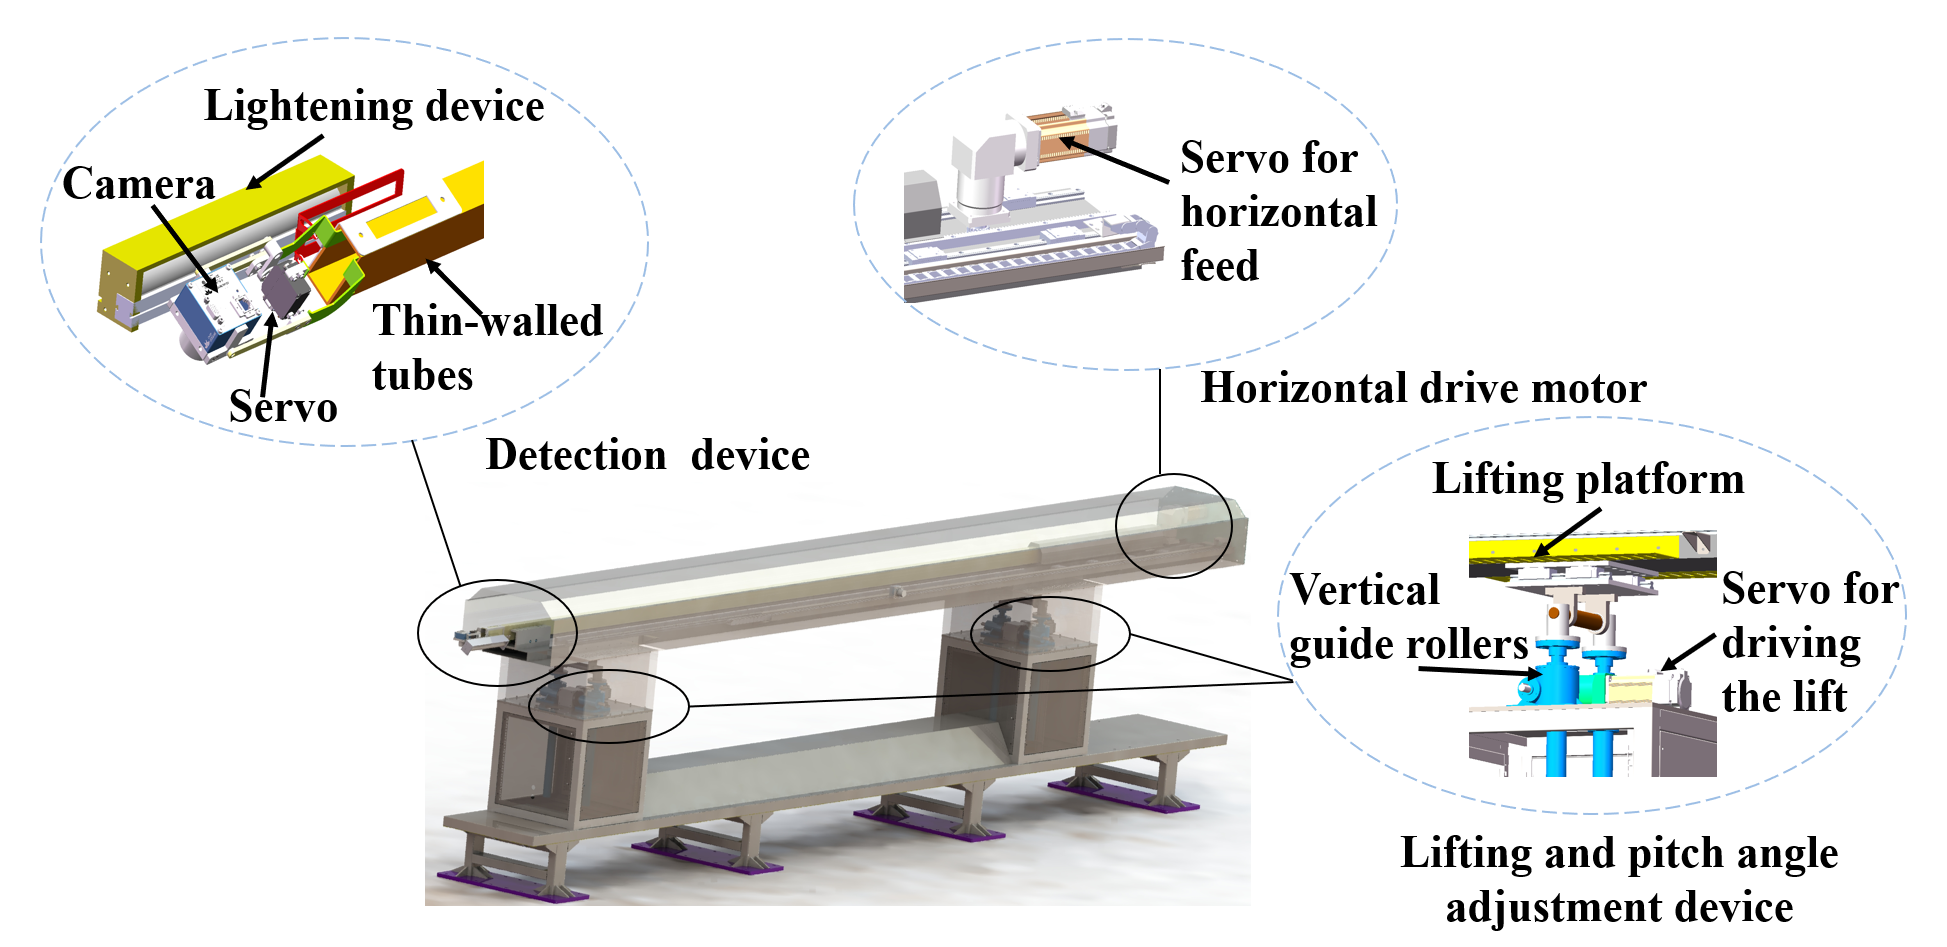 Lightening device
Camera
Thin-walled
tubes
Servo
Detection device
Servo for
horizontal
feed
Horizontal drive motor
Lifting platform
Vertical
guide rollers
Servo for
driving
the lift
Lifting and pitch angle
adjustment device